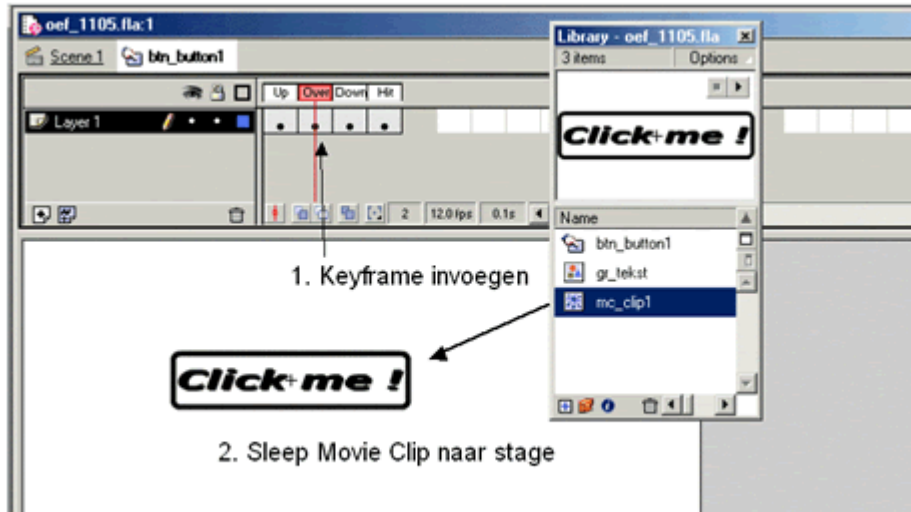 oef_1105.fla:1
Scene 1 btn_button1
Up Over Down Hit
Layer 1
2 12.0 fps 0.1s
Library - oef_1105.fla
3 items Options
Click me !
Name
btn_button1
gr_tekst
mc_clip1
1. Keyframe invoegen
Click me !
2. Sleep Movie Clip naar stage